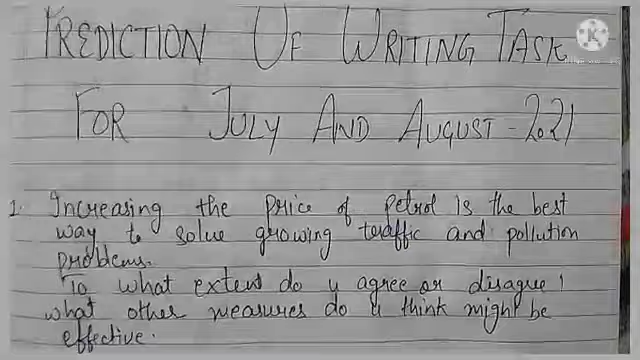 PREDICTION OF WRITING TASK
FOR JULY AND AUGUST-2021
1. Increasing the price of petrol is the best
way to solve growing traffic and pollution
problems.
To what extend do u agree or disagree!
what other measures do u think might be
effective.